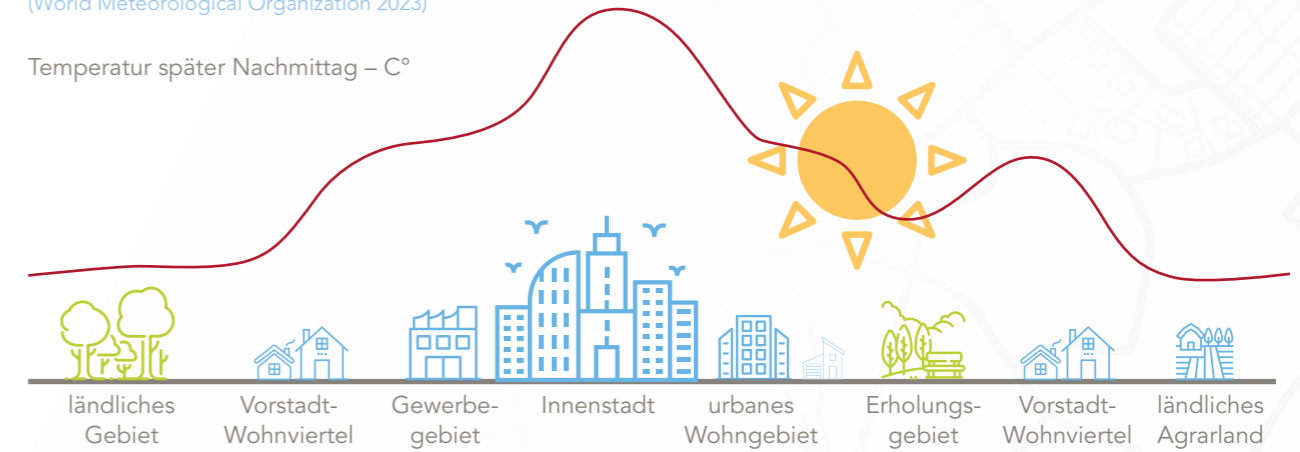 (World Meteorological Organization 2023)
Temperatur später Nachmittag – C°
ländliches
Gebiet
Vorstadt-
Wohnviertel
Gewerbe-
gebiet
Innenstadt
urbanes
Wohngebiet
Erholungs-
gebiet
Vorstadt-
Wohnviertel
ländliches
Agrarland